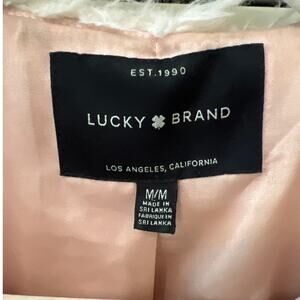 EST.1990
LUCKY BRAND
LOS ANGELES, CALIFORNIA
M/M
MADE IN
SRI LANKA
FABRIQUÉ EN
SRI LANKA